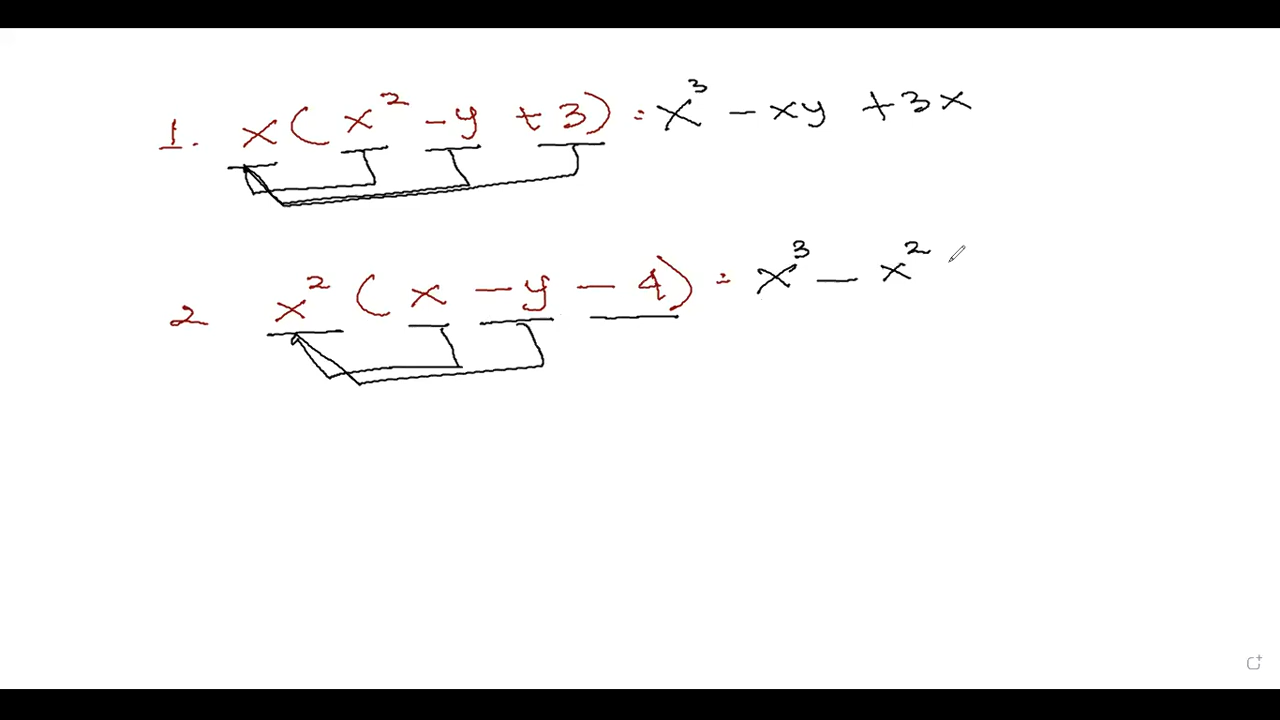 1. x(x² - y + 3) = x³ - xy + 3x
2 x²(x - y - 4) = x³ - x²